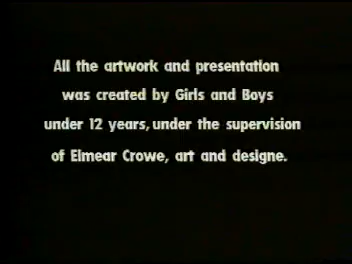 All the artwork and presentation
was created by Girls and Boys
under 12 years, under the supervision
of Elmear Crowe, art and designe.